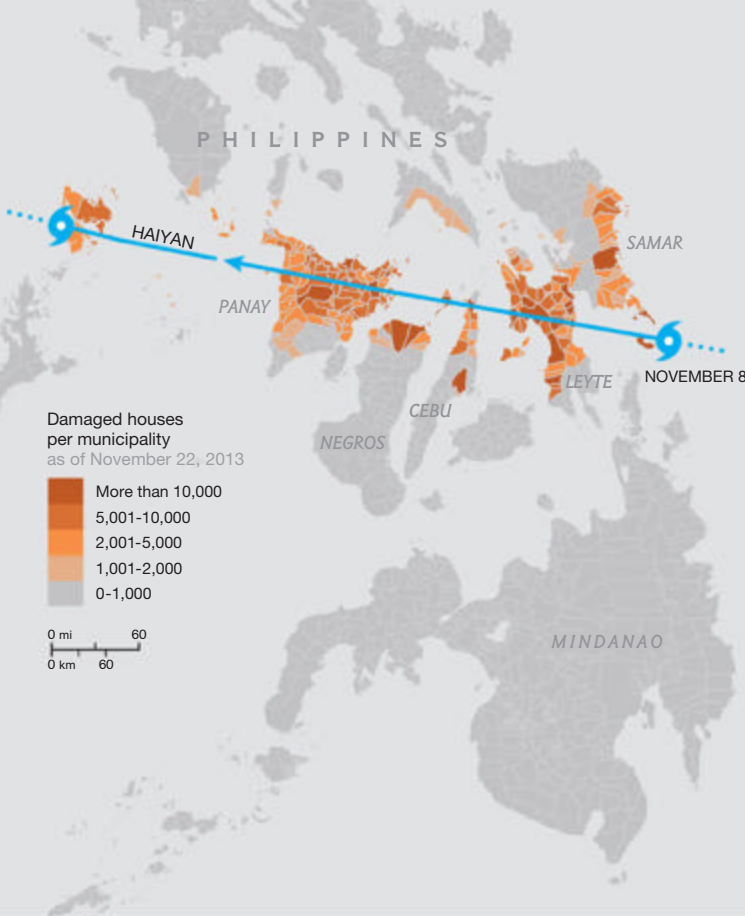 PHILIPPINES
HAIYAN
SAMAR
PANAY
LEYTE
NOVEMBER 8
CEBU
NEGROS
Damaged houses
per municipality
as of November 22, 2013
More than 10,000
5,001-10,000
2,001-5,000
1,001-2,000
0-1,000
0 mi 60
0 km 60
MINDANAO